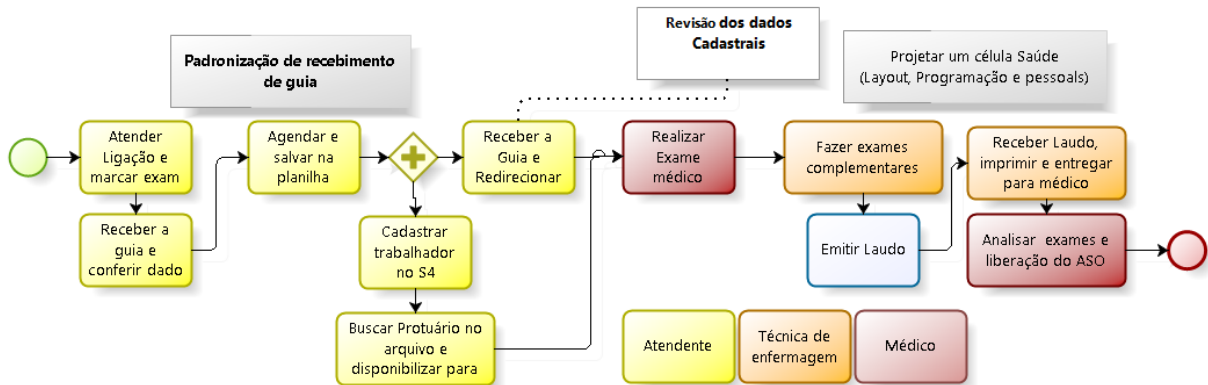 Padronização de recebimento
de guia
Revisão dos dados
Cadastrais
Projetar um célula Saúde
(Layout, Programação e pessoals)
Atender
Ligação e
marcar exam
Receber a
guia e
conferir dado
Agendar e
salvar na
planilha
Cadastrar
trabalhador
no S4
Buscar Protuário no
arquivo e
disponibilizar para
Receber a
Guia e
Redirecionar
Realizar
Exame
médico
Fazer exames
complementares
Emitir Laudo
Receber Laudo,
imprimir e entregar
para médico
Analisar exames e
liberação do ASO
Atendente
Técnica de
enfermagem
Médico